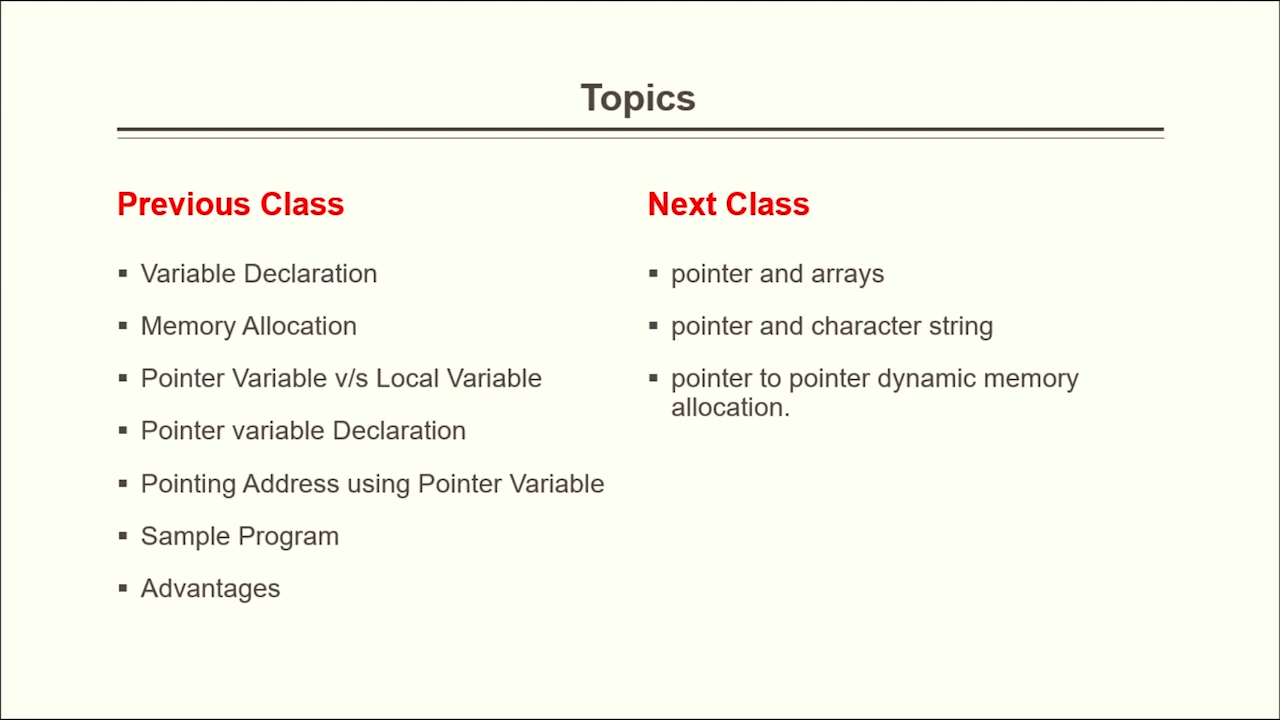 Topics
Previous Class
▪ Variable Declaration
▪ Memory Allocation
▪ Pointer Variable v/s Local Variable
▪ Pointer variable Declaration
▪ Pointing Address using Pointer Variable
▪ Sample Program
▪ Advantages
Next Class
▪ pointer and arrays
▪ pointer and character string
▪ pointer to pointer dynamic memory
allocation.